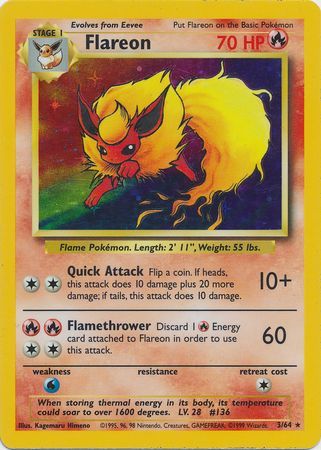 STAGE 1
Evolves from Eevee
Put Flareon on the Basic Pokémon
Flareon
70 HP
Flame Pokémon. Length: 2' 11", Weight: 55 lbs.
Quick Attack Flip a coin. If heads,
this attack does 10 damage plus 20 more
damage; if tails, this attack does 10 damage.
10+
Flamethrower Discard 1 Energy
card attached to Flareon in order to use
this attack.
60
weakness resistance retreat cost
When storing thermal energy in its body, its temperature
could soar to over 1600 degrees. LV. 28 #136
Illus. Kagemaru Himeno ©1995, 96, 98 Nintendo, Creatures, GAMEFREAK. ©1999 Wizards. 3/64 ★